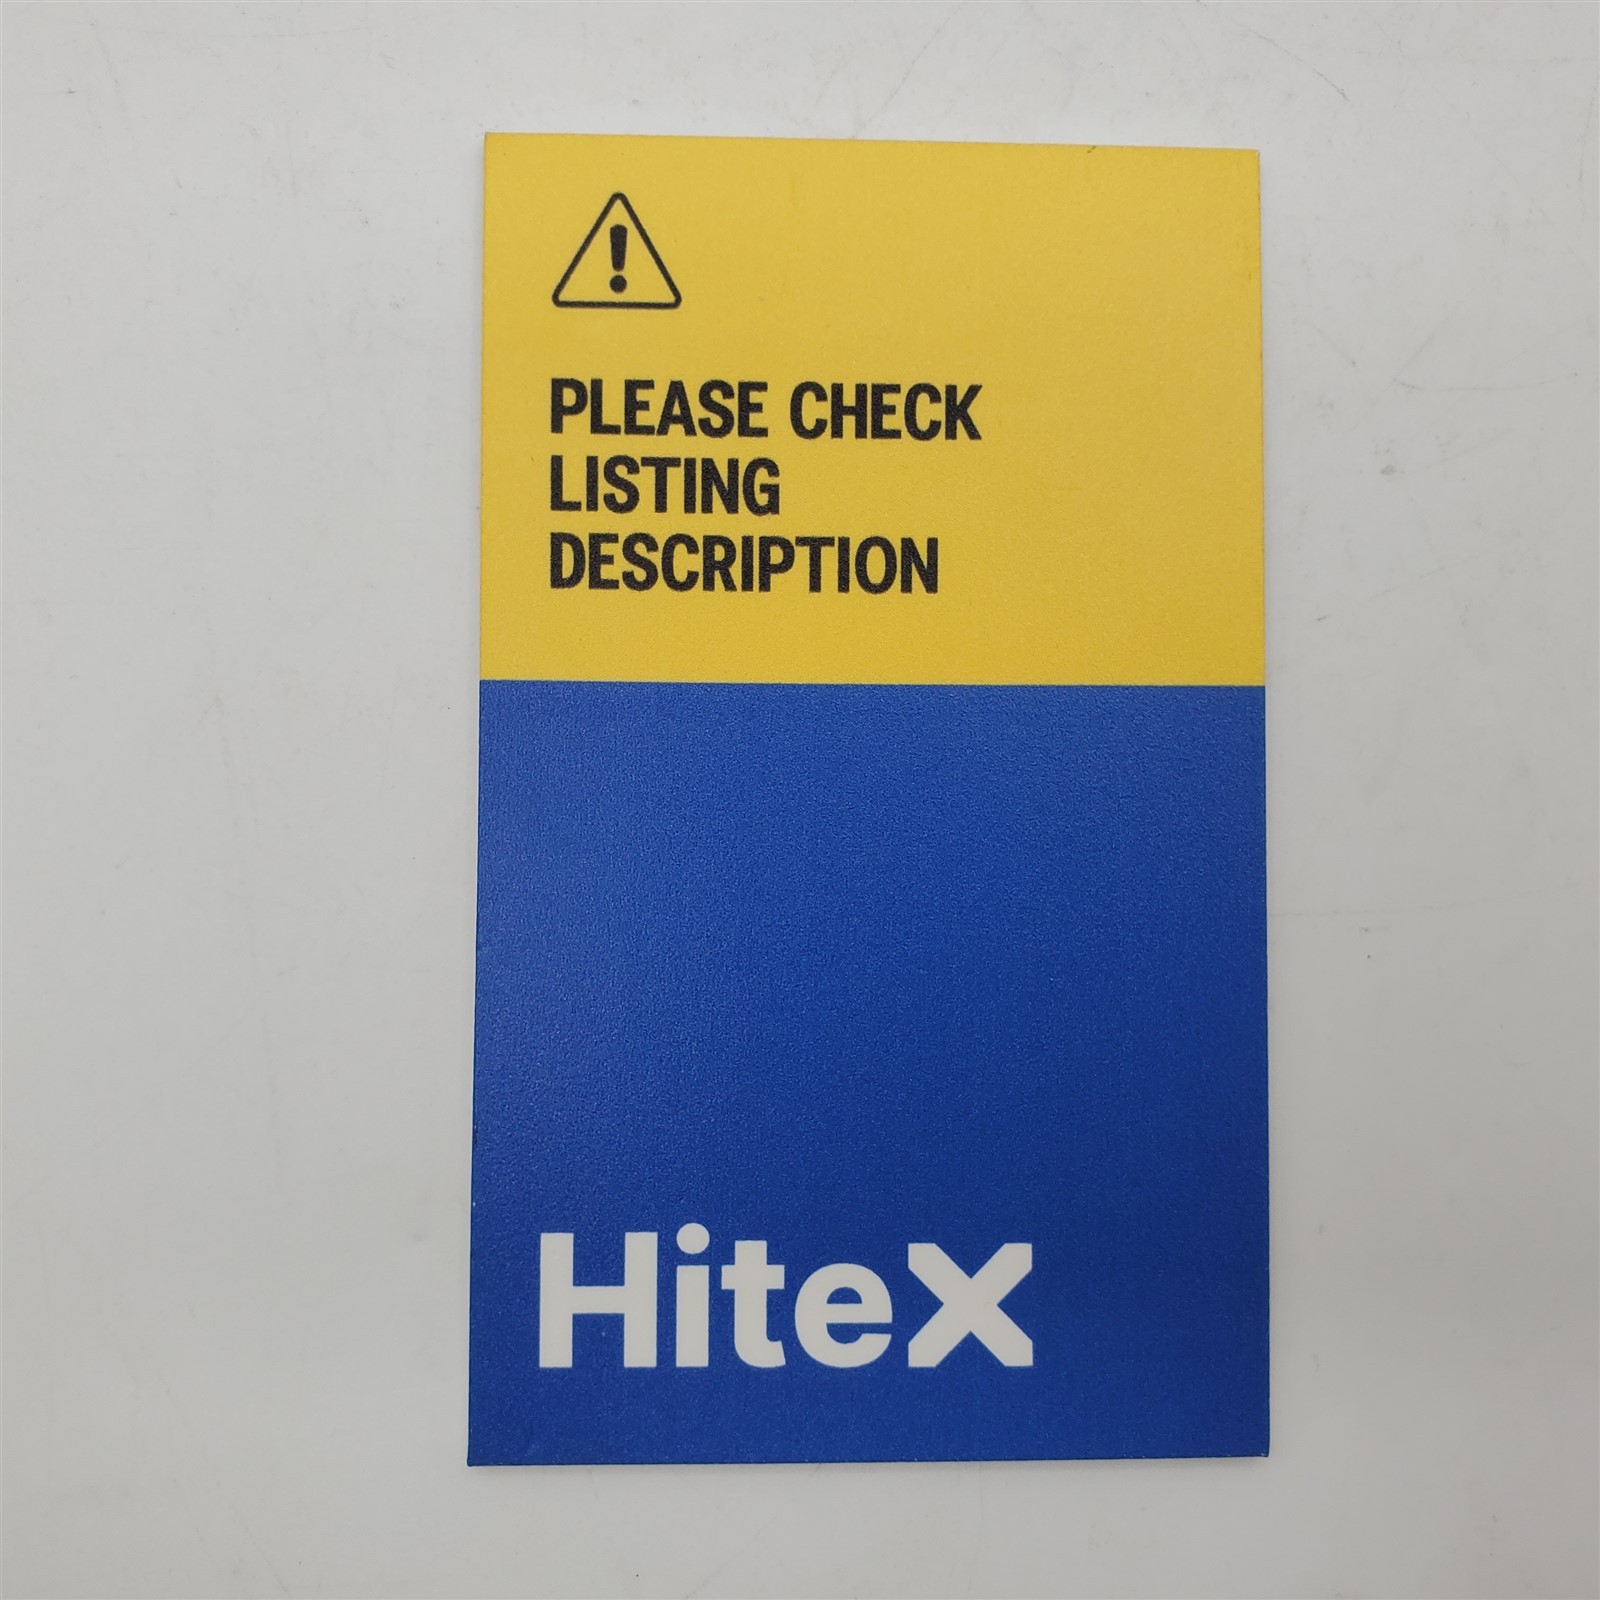 PLEASE CHECK
LISTING
DESCRIPTION
HiteX